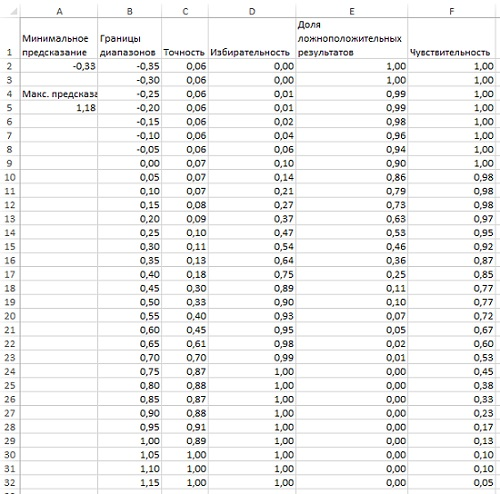 A B C D E F
1 Минимальное предсказание Границы диапазонов Точность Избирательность Доля ложноположительных результатов Чувствительность
2 -0,33 -0,35 0,06 0,00 1,00 1,00
3 -0,30 0,06 0,00 1,00 1,00
4 Макс. предсказа -0,25 0,06 0,01 0,99 1,00
5 1,18 -0,20 0,06 0,01 0,99 1,00
6 -0,15 0,06 0,02 0,98 1,00
7 -0,10 0,06 0,04 0,96 1,00
8 -0,05 0,06 0,06 0,94 1,00
9 0,00 0,07 0,10 0,90 1,00
10 0,05 0,07 0,14 0,86 0,98
11 0,10 0,07 0,21 0,79 0,98
12 0,15 0,08 0,27 0,73 0,98
13 0,20 0,09 0,37 0,63 0,97
14 0,25 0,10 0,47 0,53 0,95
15 0,30 0,11 0,54 0,46 0,92
16 0,35 0,13 0,64 0,36 0,87
17 0,40 0,18 0,75 0,25 0,85
18 0,45 0,30 0,89 0,11 0,77
19 0,50 0,33 0,90 0,10 0,77
20 0,55 0,40 0,93 0,07 0,72
21 0,60 0,45 0,95 0,05 0,67
22 0,65 0,61 0,98 0,02 0,60
23 0,70 0,70 0,99 0,01 0,53
24 0,75 0,87 1,00 0,00 0,45
25 0,80 0,88 1,00 0,00 0,38
26 0,85 0,87 1,00 0,00 0,33
27 0,90 0,88 1,00 0,00 0,23
28 0,95 0,91 1,00 0,00 0,17
29 1,00 0,89 1,00 0,00 0,13
30 1,05 1,00 1,00 0,00 0,10
31 1,10 1,00 1,00 0,00 0,10
32 1,15 1,00 1,00 0,00 0,05